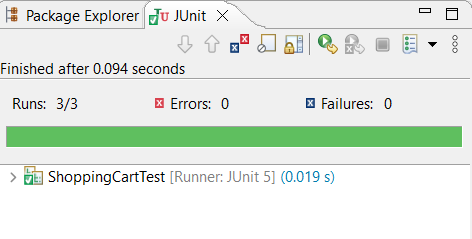 Package Explorer JUnit
Finished after 0.094 seconds
Runs: 3/3 Errors: 0 Failures: 0
ShoppingCartTest [Runner: JUnit 5] (0.019 s)